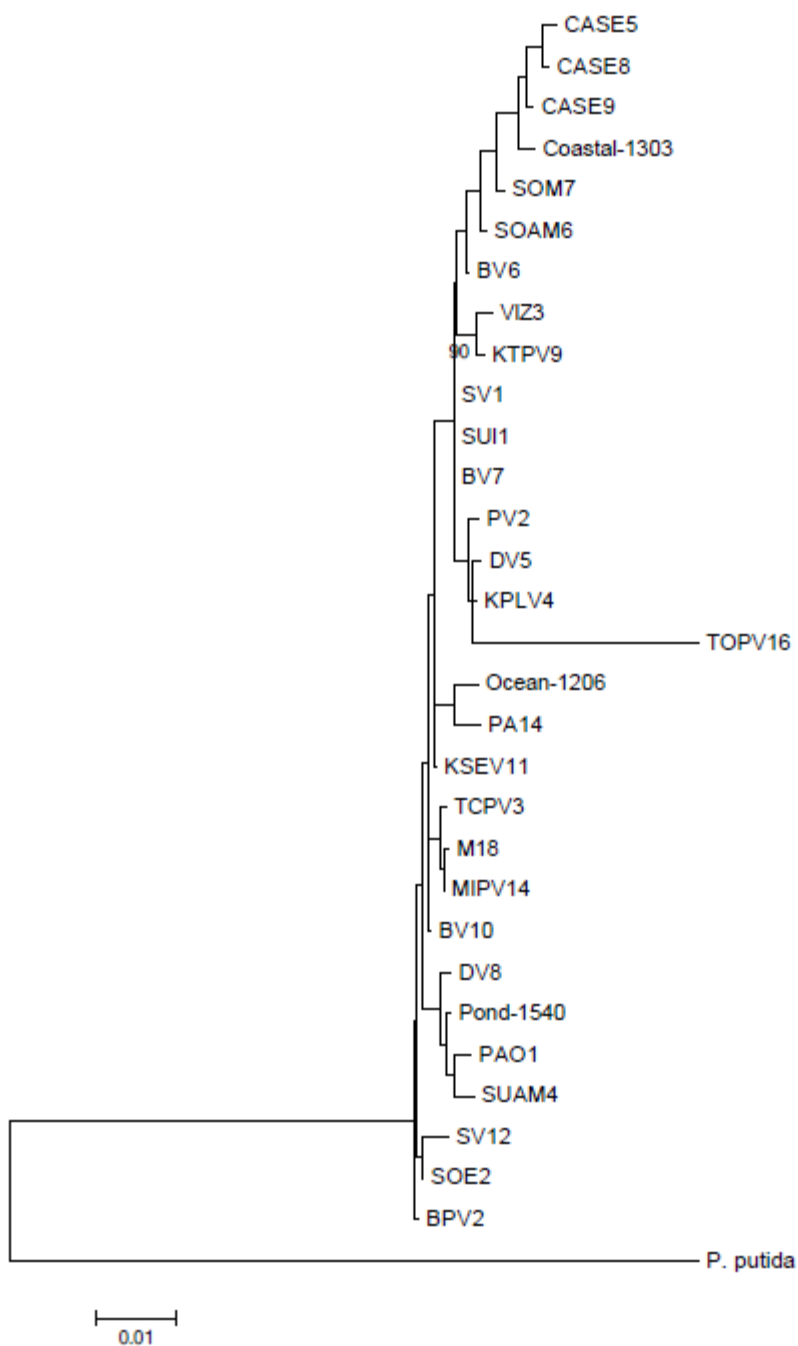 CASE5
CASE8
CASE9
Coastal-1303
SOM7
SOAM6
BV6
VIZ3
90
KTPV9
SV1
SUI1
BV7
PV2
DV5
KPLV4
TOPV16
Ocean-1206
PA14
KSEV11
TCPV3
M18
MIPV14
BV10
DV8
Pond-1540
PAO1
SUAM4
SV12
SOE2
BPV2
P. putida
0.01